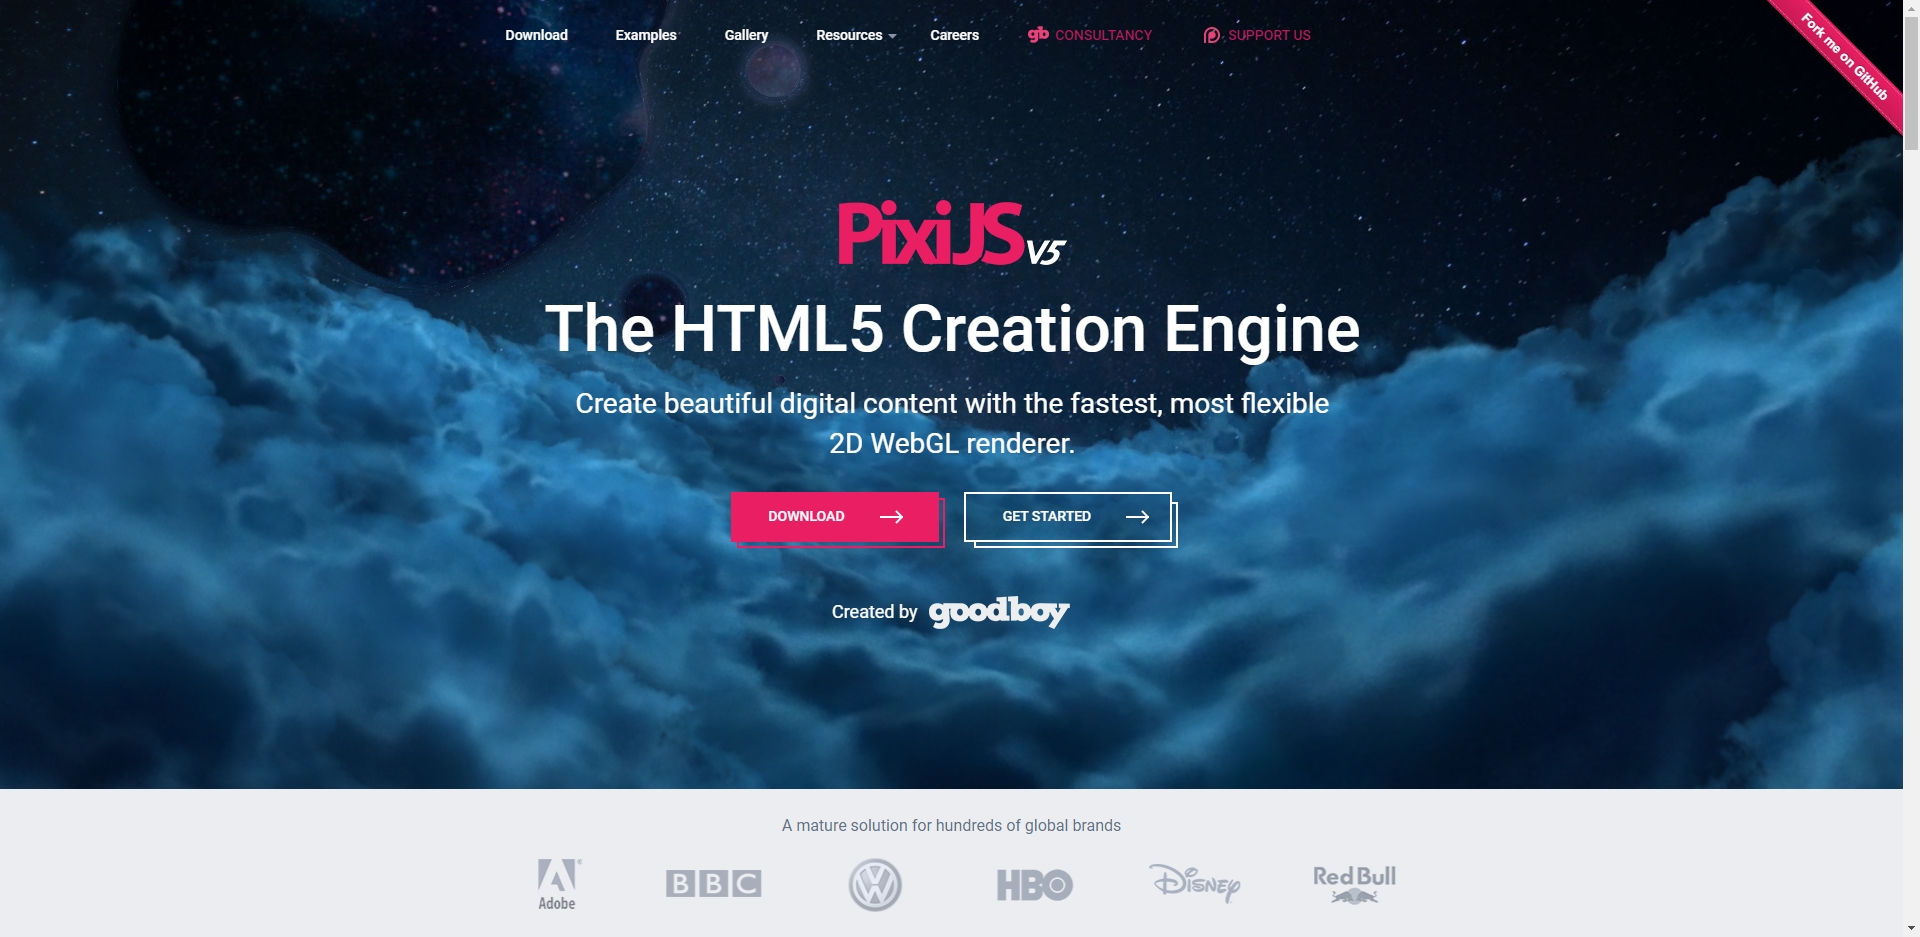 Download Examples Gallery Resources Careers gb CONSULTANCY SUPPORT US
Fork me on GitHub
PixiJS V5
The HTML5 Creation Engine
Create beautiful digital content with the fastest, most flexible
2D WebGL renderer.
DOWNLOAD
GET STARTED
Created by goodboy
A mature solution for hundreds of global brands
Adobe
BBC
VW
HBO
Disney
Red Bull